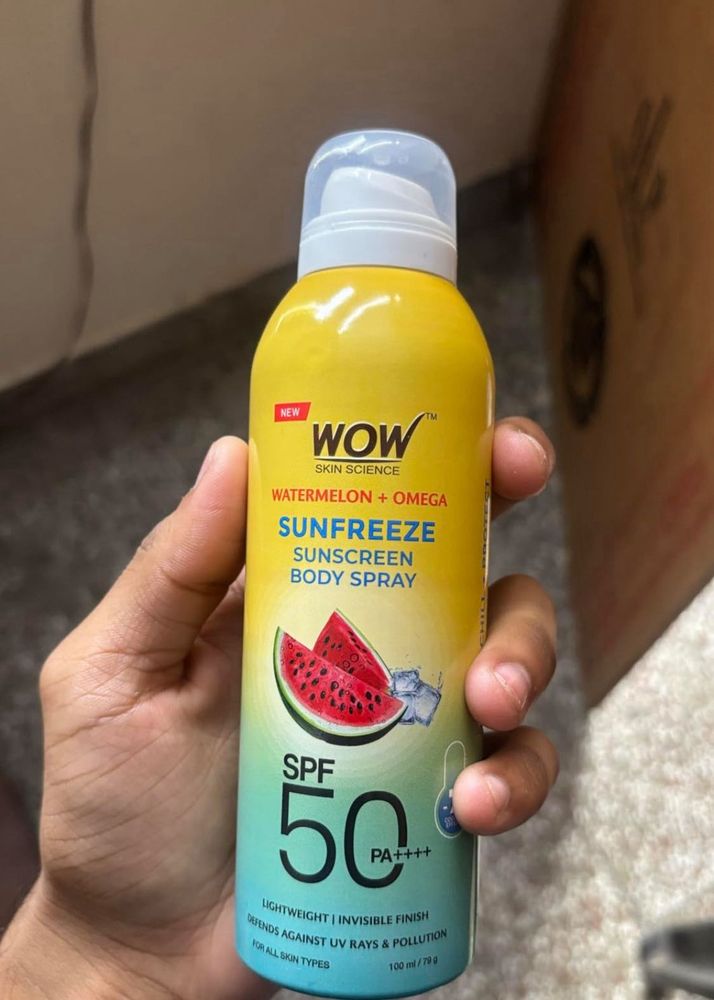 NEW
WOW™
SKIN SCIENCE
WATERMELON + OMEGA
SUNFREEZE
SUNSCREEN
BODY SPRAY
SPF
50
PA++++
LIGHTWEIGHT | INVISIBLE FINISH
DEFENDS AGAINST UV RAYS & POLLUTION
FOR ALL SKIN TYPES
100 ml / 79 g